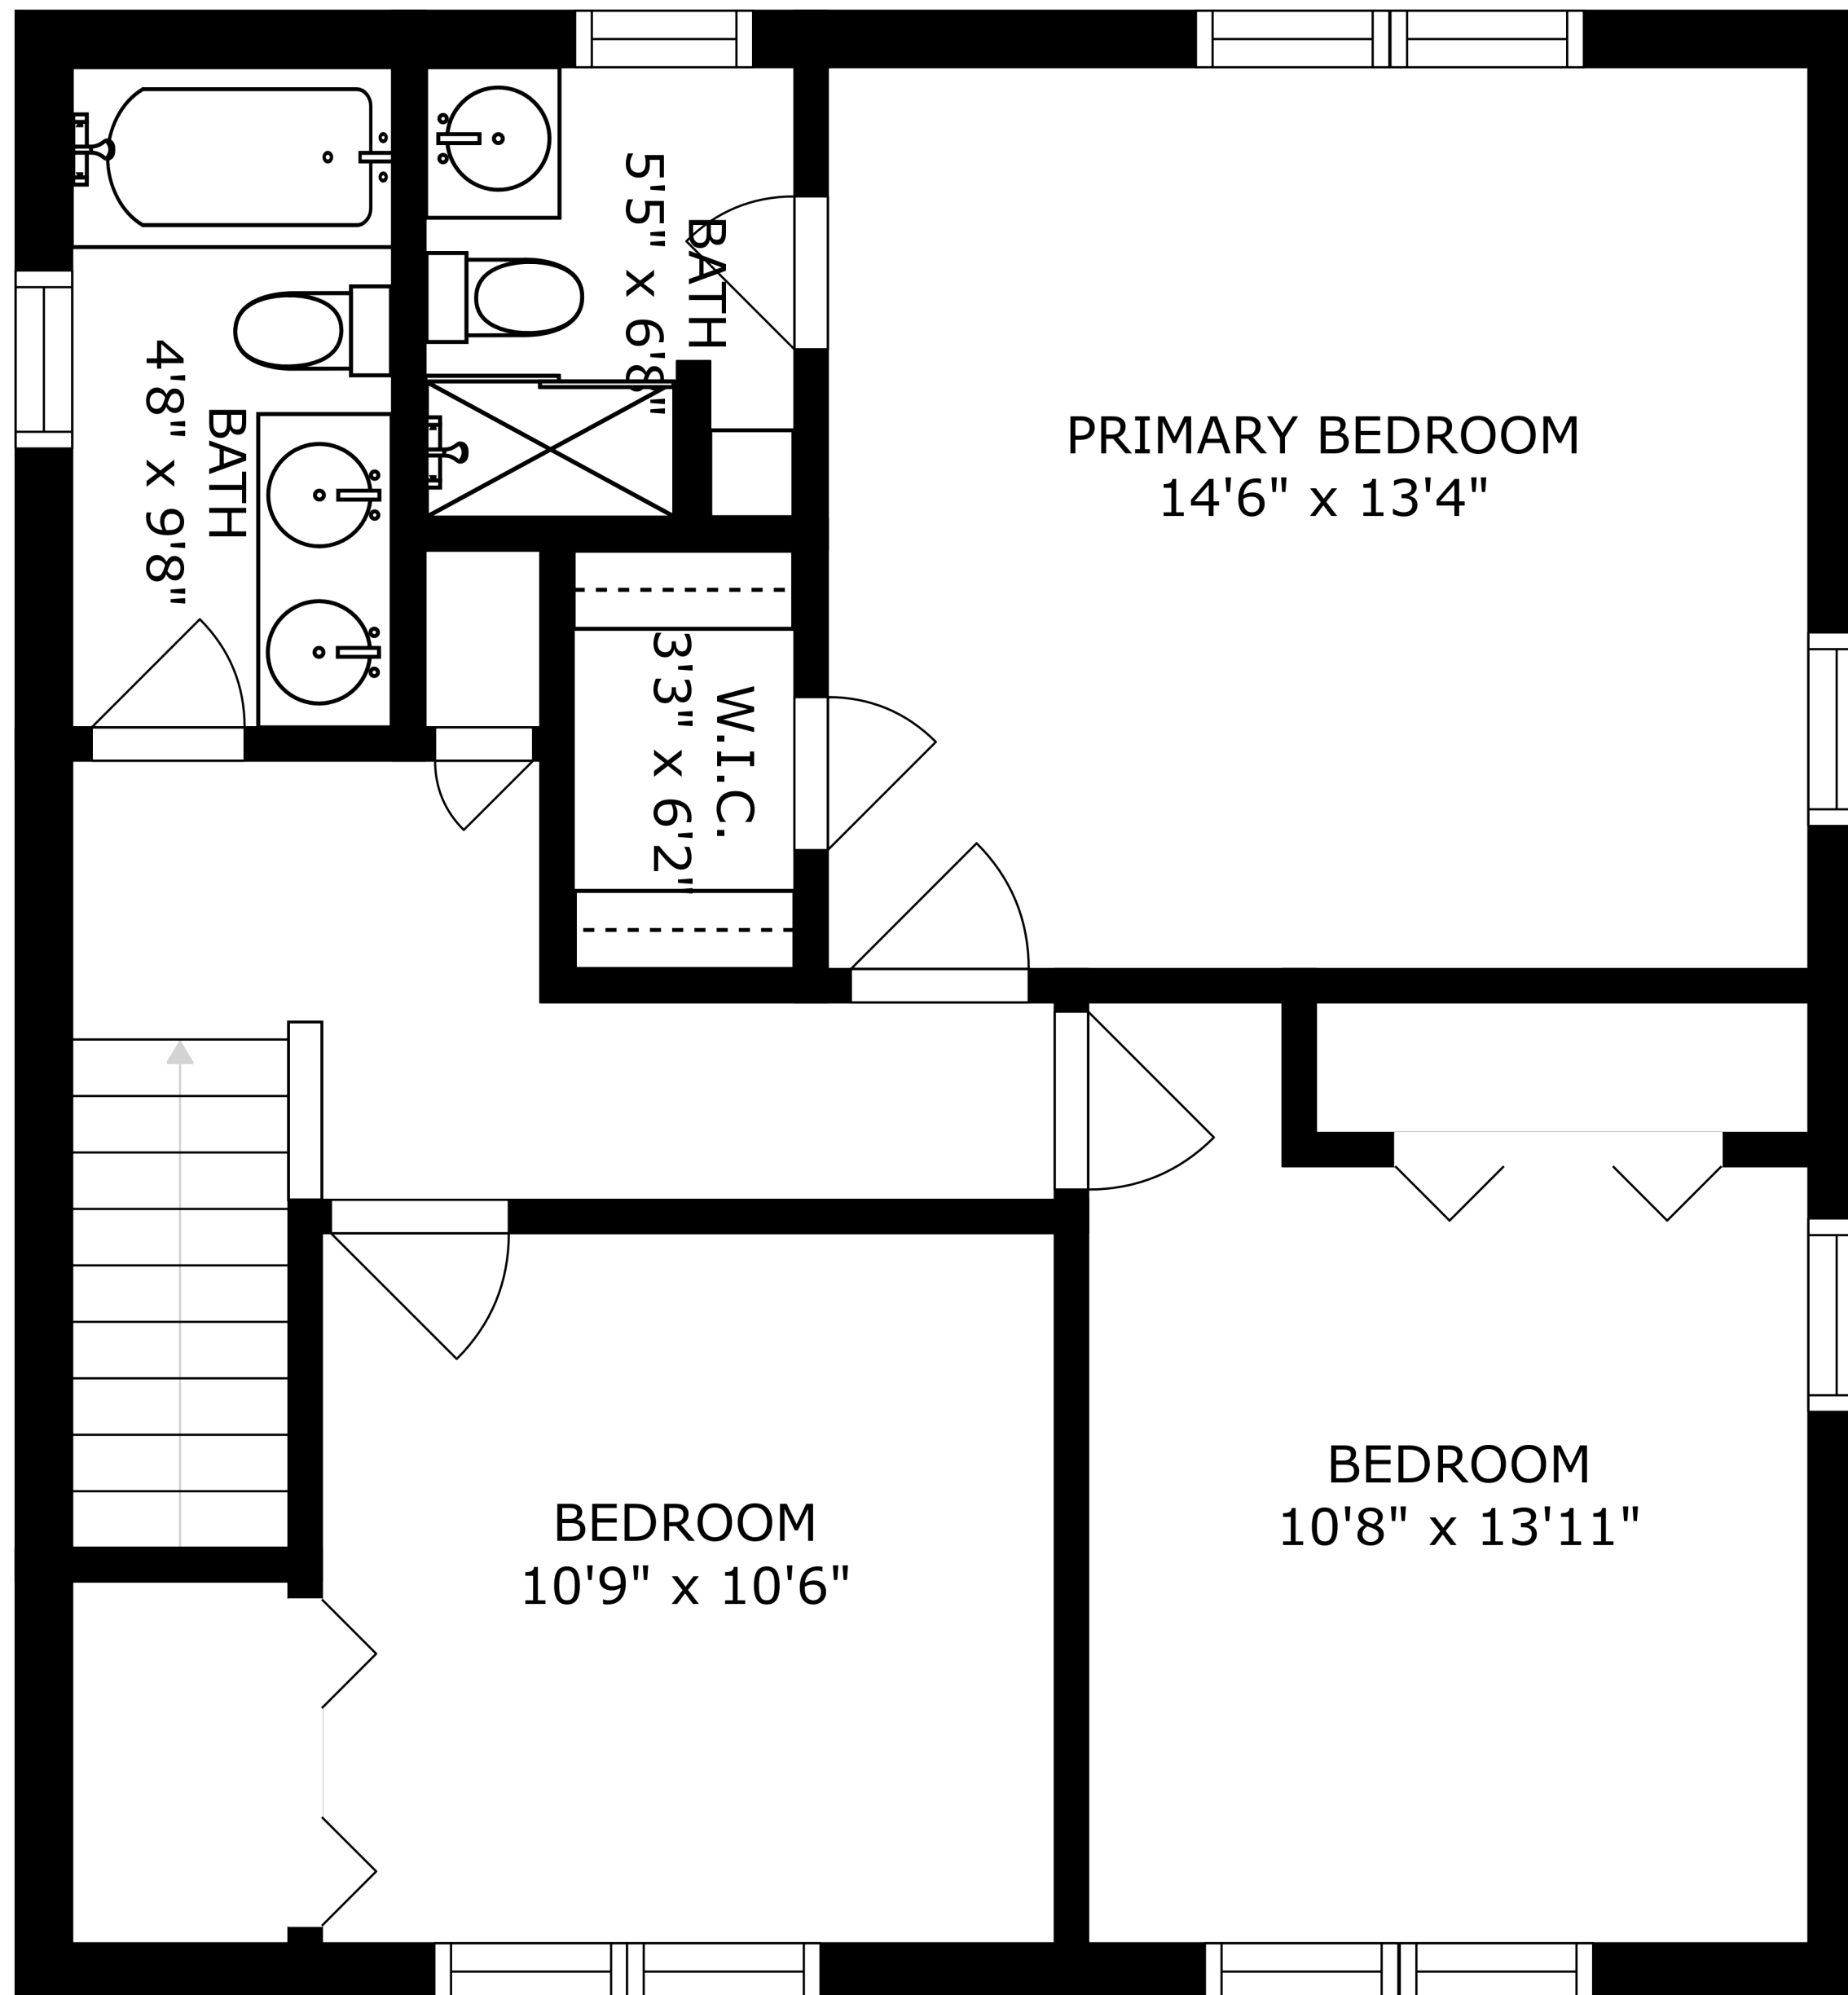 BATH
5'5" x 6'8"
BATH
4'8" x 9'8"
PRIMARY BEDROOM
14'6" x 13'4"
W.I.C.
3'3" x 6'2"
BEDROOM
10'8" x 13'11"
BEDROOM
10'9" x 10'6"